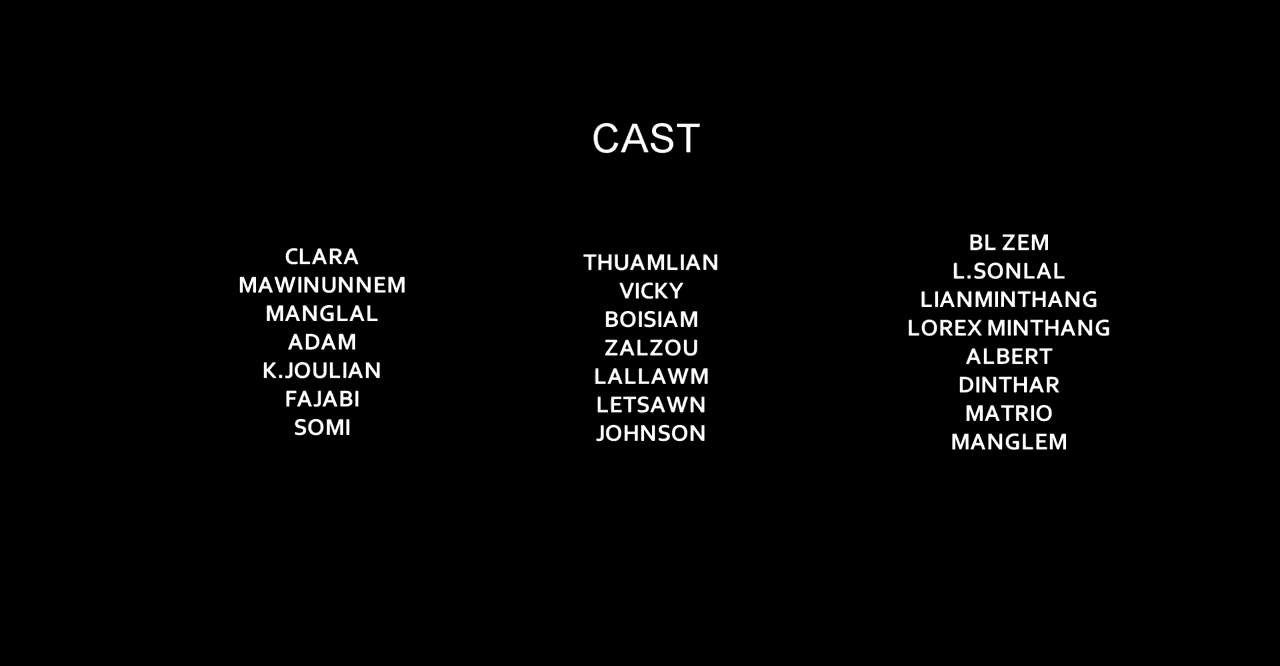 CAST
CLARA
MAWINUNNEM
MANGLAL
ADAM
K.JOULIAN
FAJABI
SOMI
THUAMLIAN
VICKY
BOISIAM
ZALZOU
LALLAWM
LETSAWN
JOHNSON
BL ZEM
L.SONLAL
LIANMINTHANG
LOREX MINTHANG
ALBERT
DINTHAR
MATRIO
MANGLEM